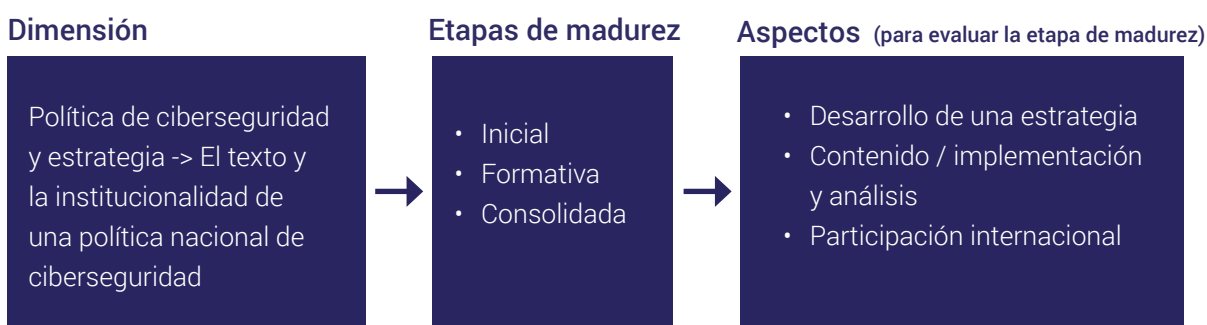 Dimensión
Política de ciberseguridad
y estrategia -> El texto y
la institucionalidad de
una política nacional de
ciberseguridad
Etapas de madurez
• Inicial
• Formativa
• Consolidada
Aspectos (para evaluar la etapa de madurez)
• Desarrollo de una estrategia
• Contenido / implementación
y análisis
• Participación internacional